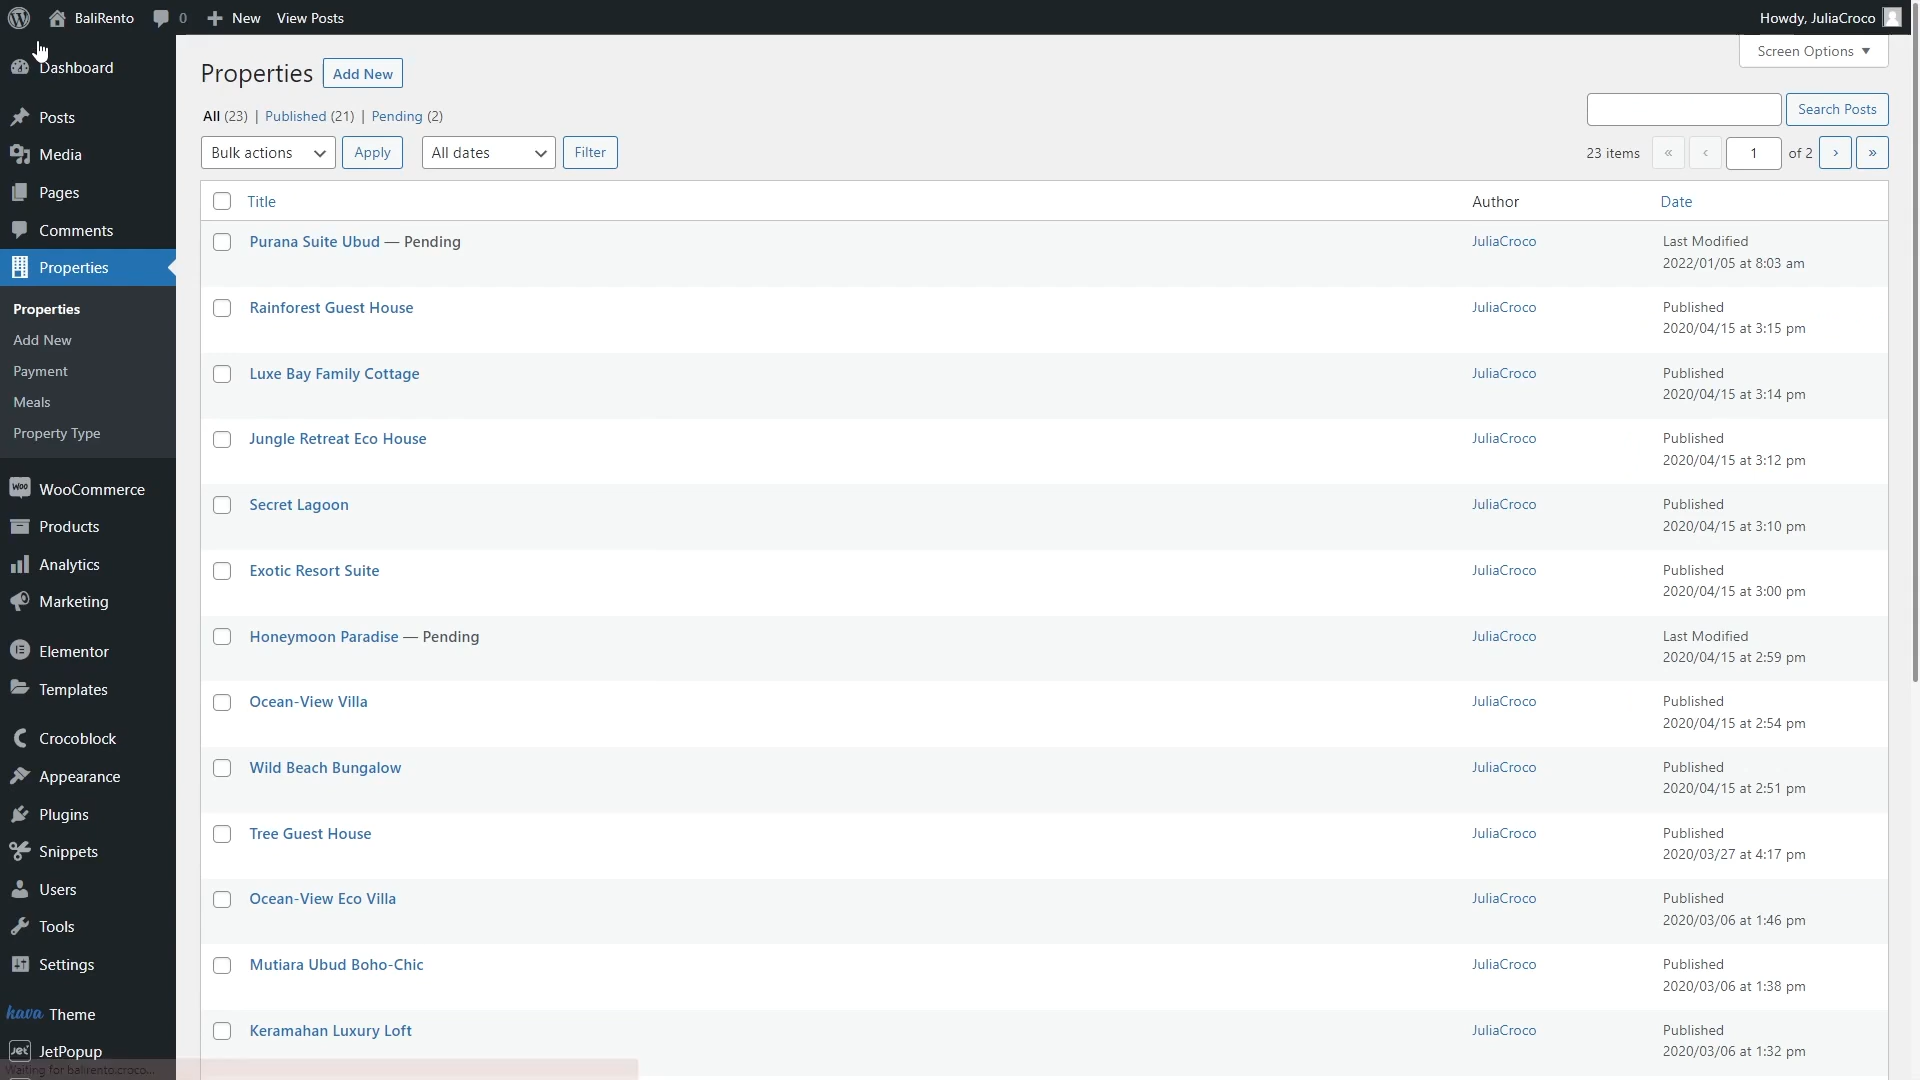 BaliRento 0 New View Posts Howdy, JuliaCroco
Dashboard
Posts
Media
Pages
Comments
Properties
Properties
Add New
Payment
Meals
Property Type
WooCommerce
Products
Analytics
Marketing
Elementor
Templates
Crocoblock
Appearance
Plugins
Snippets
Users
Tools
Settings
hava Theme
Jet JetPopup
Waiting for balirento.croco...
Screen Options
Properties Add New
All (23) | Published (21) | Pending (2)
Search Posts
Bulk actions Apply All dates Filter 23 items « ‹ 1 of 2 › »
Title Author Date
Purana Suite Ubud — Pending JuliaCroco Last Modified
2022/01/05 at 8:03 am
Rainforest Guest House JuliaCroco Published
2020/04/15 at 3:15 pm
Luxe Bay Family Cottage JuliaCroco Published
2020/04/15 at 3:14 pm
Jungle Retreat Eco House JuliaCroco Published
2020/04/15 at 3:12 pm
Secret Lagoon JuliaCroco Published
2020/04/15 at 3:10 pm
Exotic Resort Suite JuliaCroco Published
2020/04/15 at 3:00 pm
Honeymoon Paradise — Pending JuliaCroco Last Modified
2020/04/15 at 2:59 pm
Ocean-View Villa JuliaCroco Published
2020/04/15 at 2:54 pm
Wild Beach Bungalow JuliaCroco Published
2020/04/15 at 2:51 pm
Tree Guest House JuliaCroco Published
2020/03/27 at 4:17 pm
Ocean-View Eco Villa JuliaCroco Published
2020/03/06 at 1:46 pm
Mutiara Ubud Boho-Chic JuliaCroco Published
2020/03/06 at 1:38 pm
Keramahan Luxury Loft JuliaCroco Published
2020/03/06 at 1:32 pm